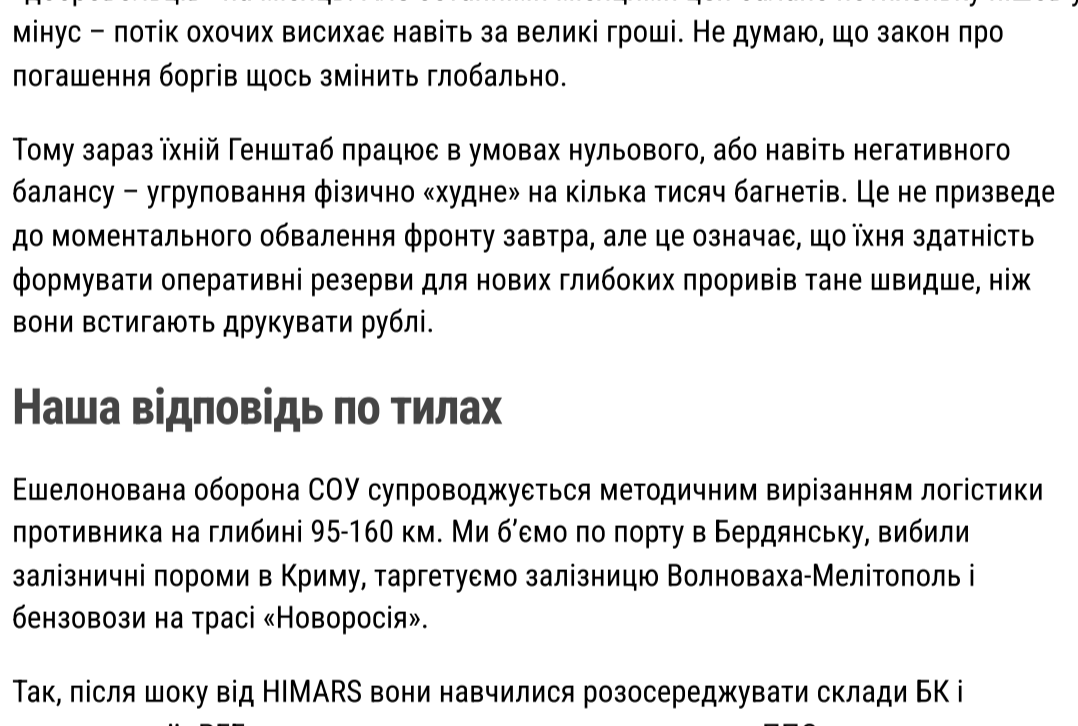 мінус – потік охочих висихає навіть за великі гроші. Не думаю, що закон про
погашення боргів щось змінить глобально.
Тому зараз їхній Генштаб працює в умовах нульового, або навіть негативного
балансу – угруповання фізично «худне» на кілька тисяч багнетів. Це не призведе
до моментального обвалення фронту завтра, але це означає, що їхня здатність
формувати оперативні резерви для нових глибоких проривів тане швидше, ніж
вони встигають друкувати рублі.
Наша відповідь по тилах
Ешелонована оборона СОУ супроводжується методичним вирізанням логістики
противника на глибині 95-160 км. Ми б’ємо по порту в Бердянську, вибили
залізничні пороми в Криму, таргетуємо залізницю Волноваха-Мелітополь і
бензовози на трасі «Новоросія».
Так, після шоку від HIMARS вони навчилися розосереджувати склади БК і